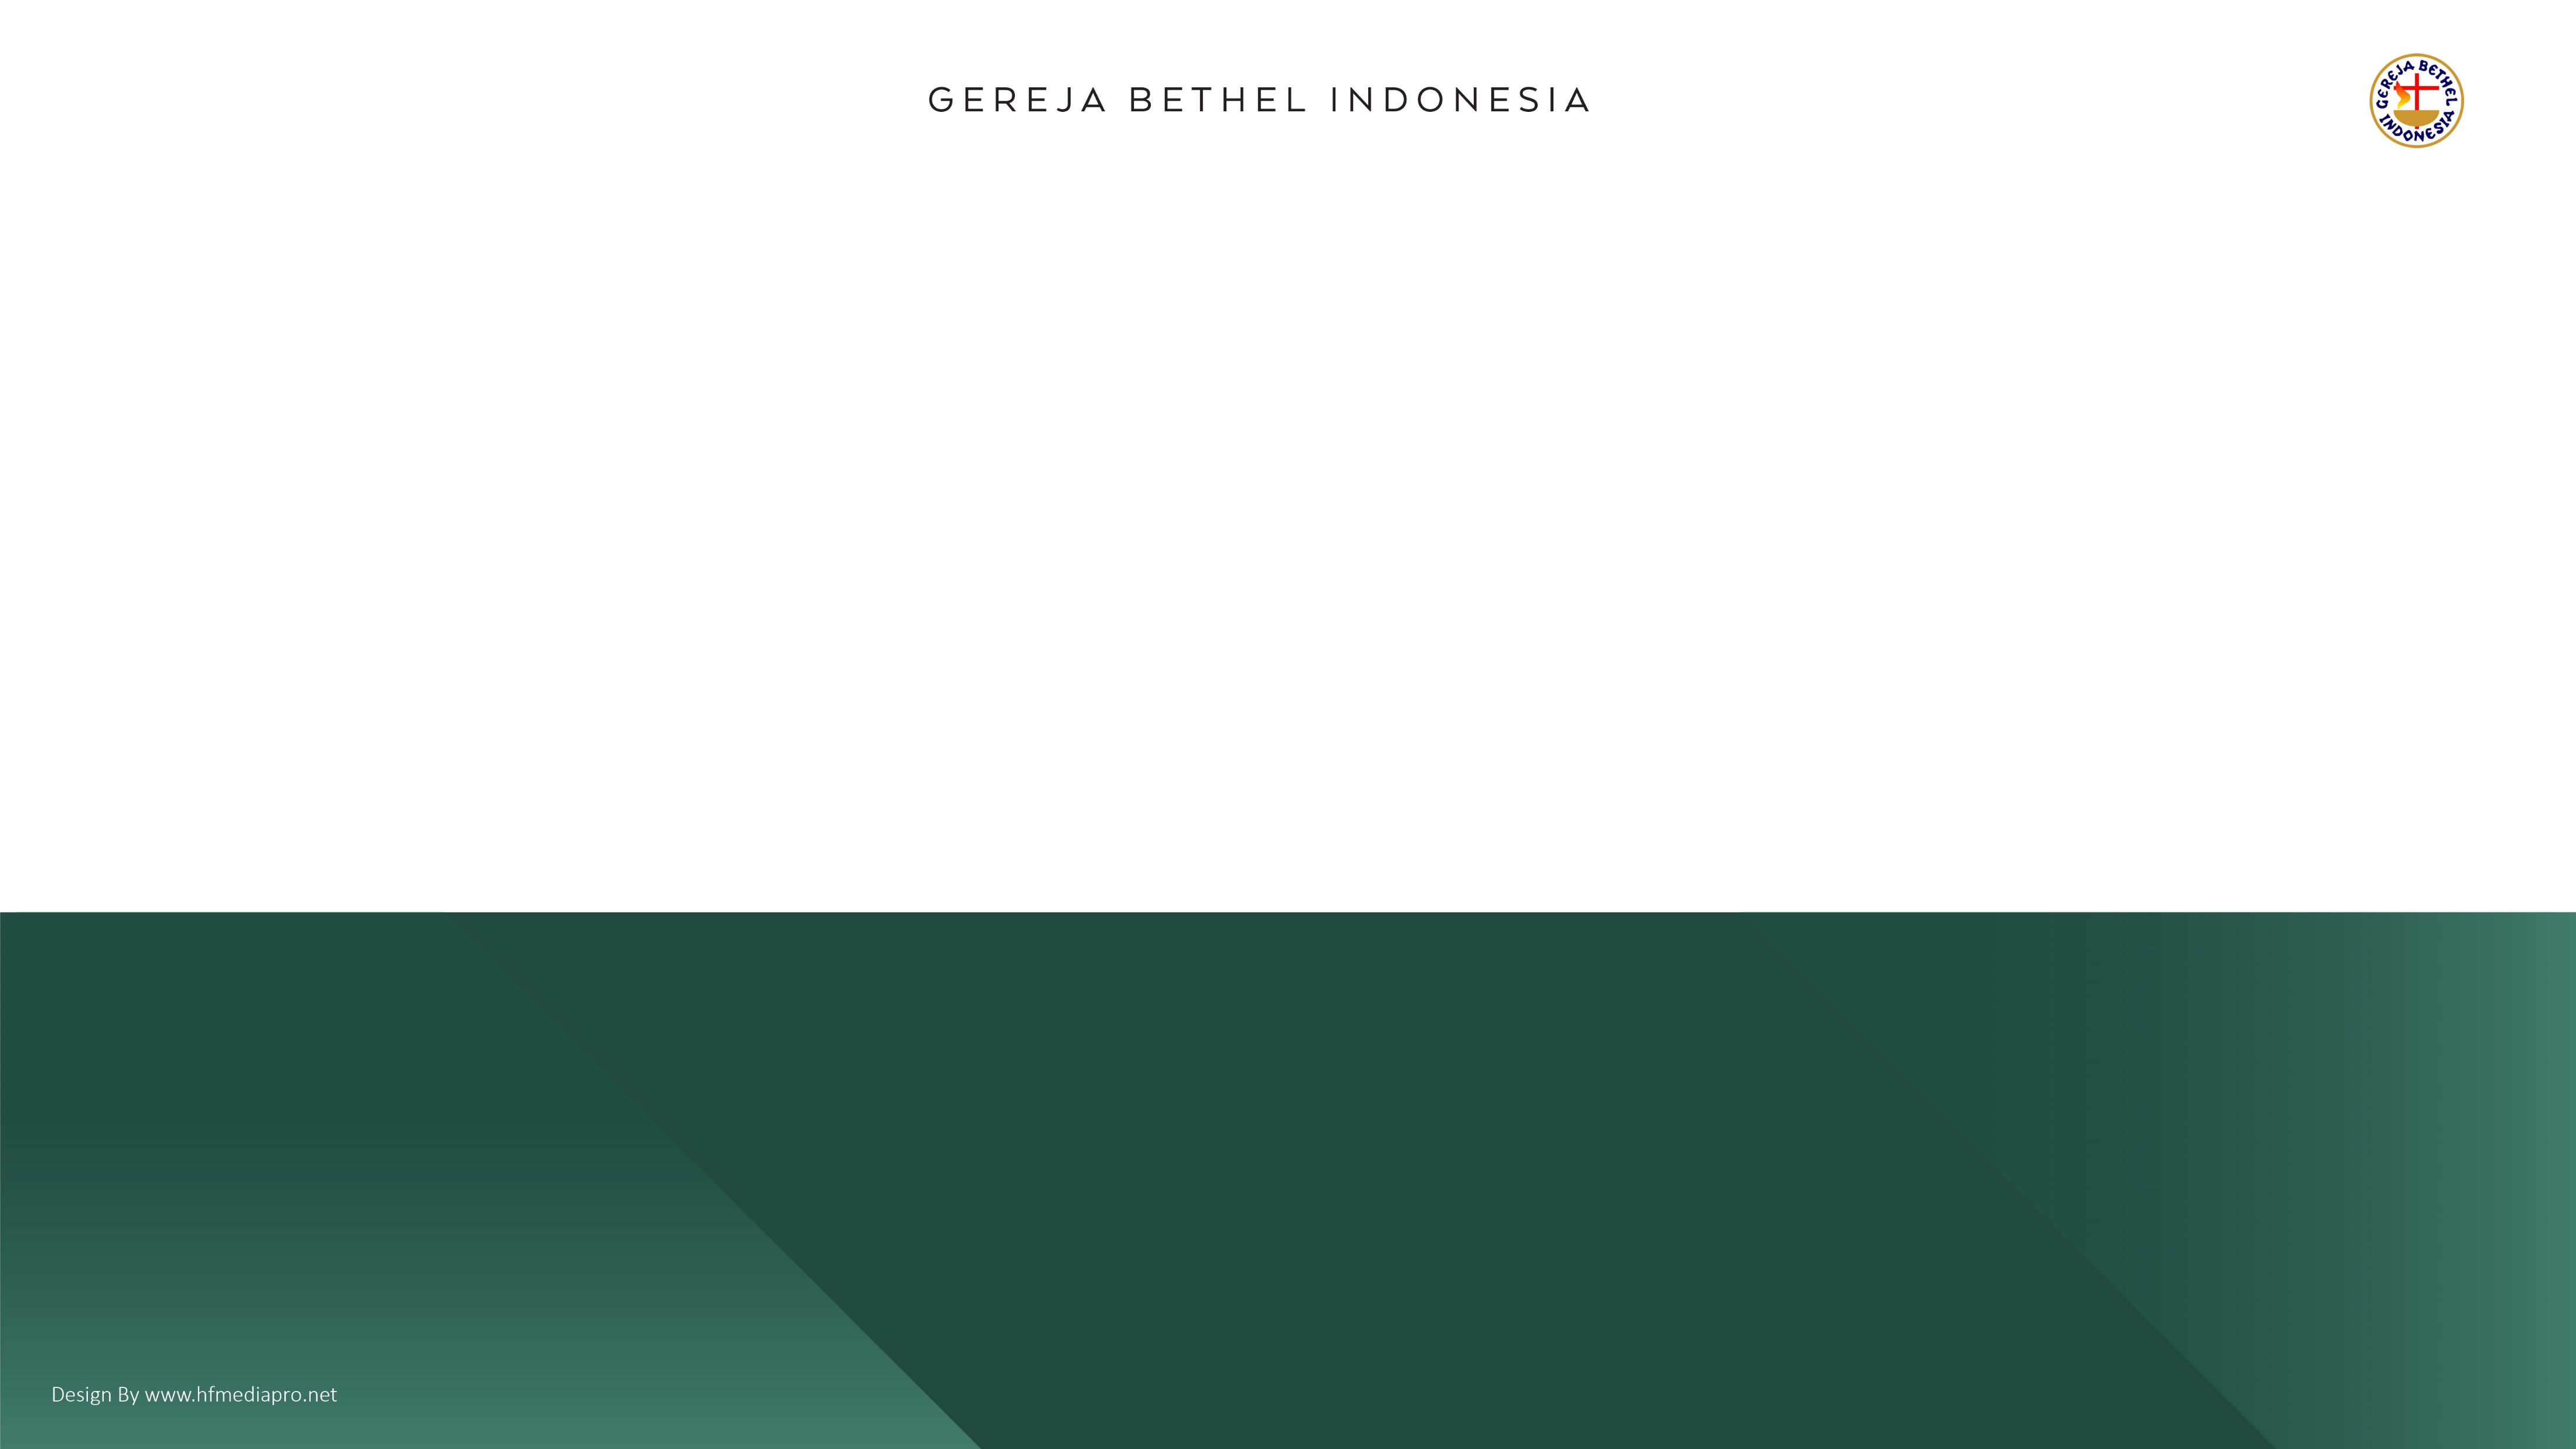 GEREJA BETHEL INDONESIA
GEREJA BETHEL
INDONESIA
Design By www.hfmediapro.net